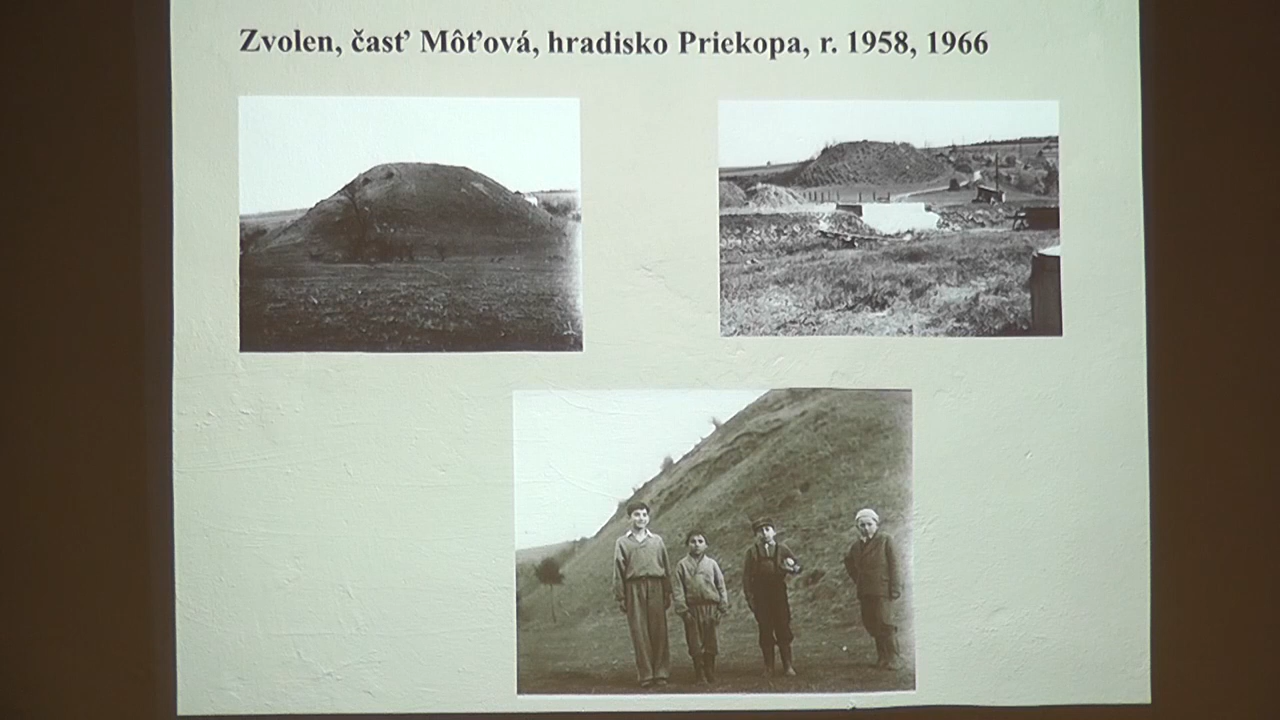 Zvolen, časť Môťová, hradisko Priekopa, r. 1958, 1966